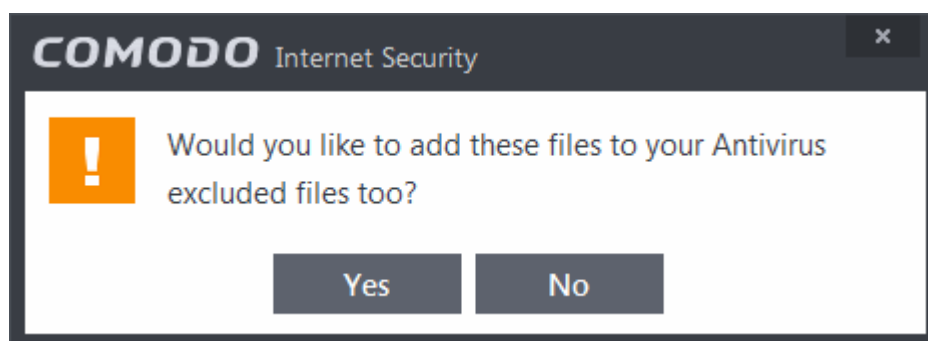 COMODO Internet Security ×
! Would you like to add these files to your Antivirus
excluded files too?
Yes No